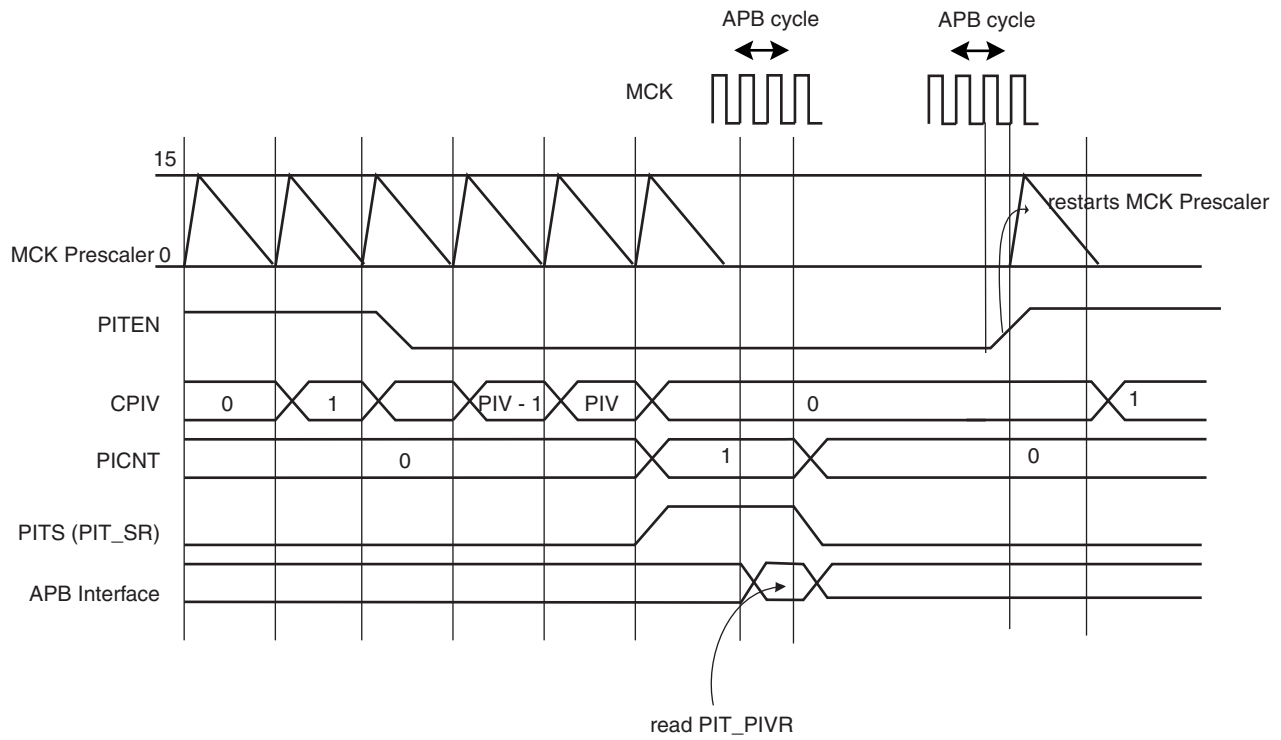 APB cycle APB cycle
MCK
15
restarts MCK Prescaler
MCK Prescaler 0
PITEN
CPIV 0 1 PIV - 1 PIV 0 1
PICNT 0 1 0
PITS (PIT_SR)
APB Interface
read PIT_PIVR